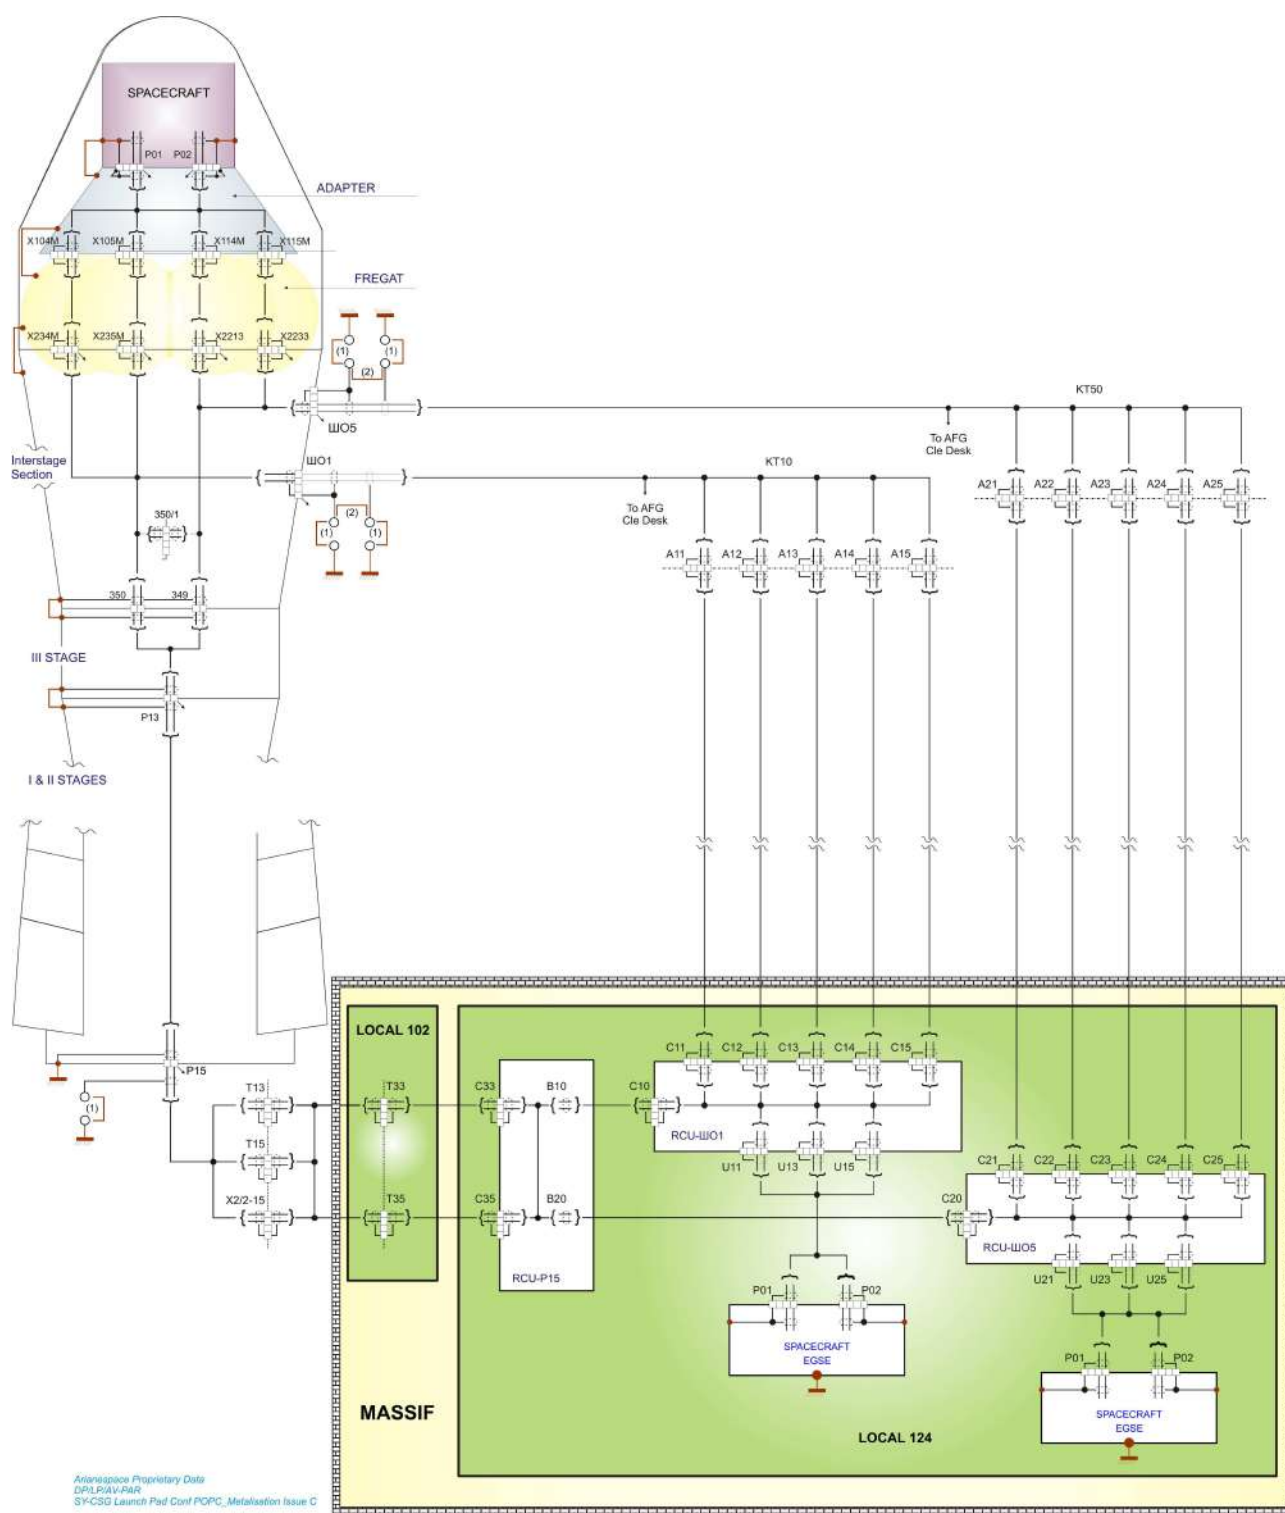 SPACECRAFT
P01 P02
ADAPTER
X104M X105M X114M X115M
FREGAT
X234M X235M X2213 X2233
(1) (1)
(2)
KT50
ШО5
To AFG
Cle Desk
Interstage
Section
ШО1
KT10
A21 A22 A23 A24 A25
To AFG
Cle Desk
350/1
(2)
(1) (1)
A11 A12 A13 A14 A15
350 349
III STAGE
P13
I & II STAGES
LOCAL 102
P15
(1)
T13 T33 C33 B10 C10 C11 C12 C13 C14 C15
T15
RCU-ШО1
U11 U13 U15
X2/2-15 T35 C35 B20 C20 C21 C22 C23 C24 C25
RCU-ШО5
RCU-P15
U21 U23 U25
P01 P02
SPACECRAFT
EGSE
P01 P02
SPACECRAFT
EGSE
MASSIF
LOCAL 124
Arianespace Proprietary Data
DP/LP/AV-PAR
SY-CSG Launch Pad Conf POPC_Metalisation Issue C